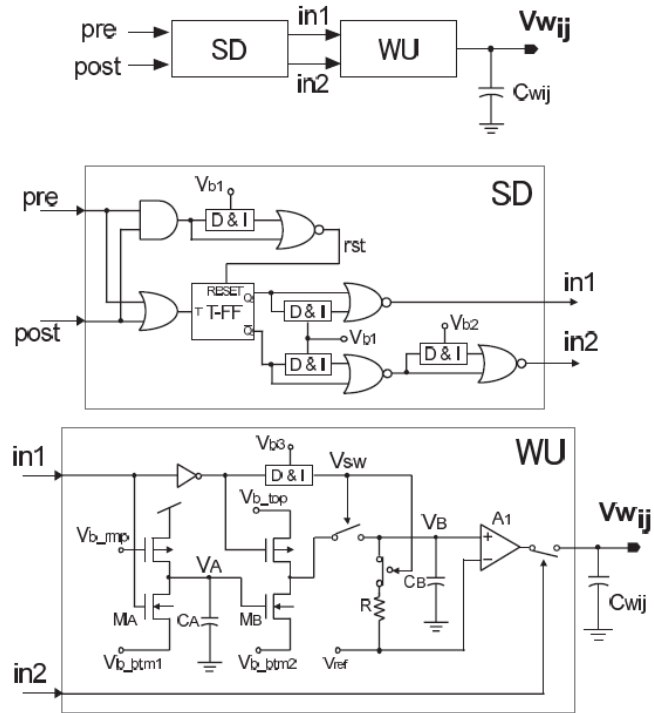 pre
post
SD
in1
in2
WU
Vwij
Cwij
pre
post
Vb1
D & I
rst
SD
RESET
T
T-FF
Q
Q
D & I
Vb1
D & I
Vb2
D & I
in1
in2
in1
in2
WU
Vb3
D & I
Vsw
Vb_top
Vb_rmp
VA
MA
CA
MB
Vb_btm1
Vb_btm2
VB
CB
R
Vref
A1
+
−
Vwij
Cwij